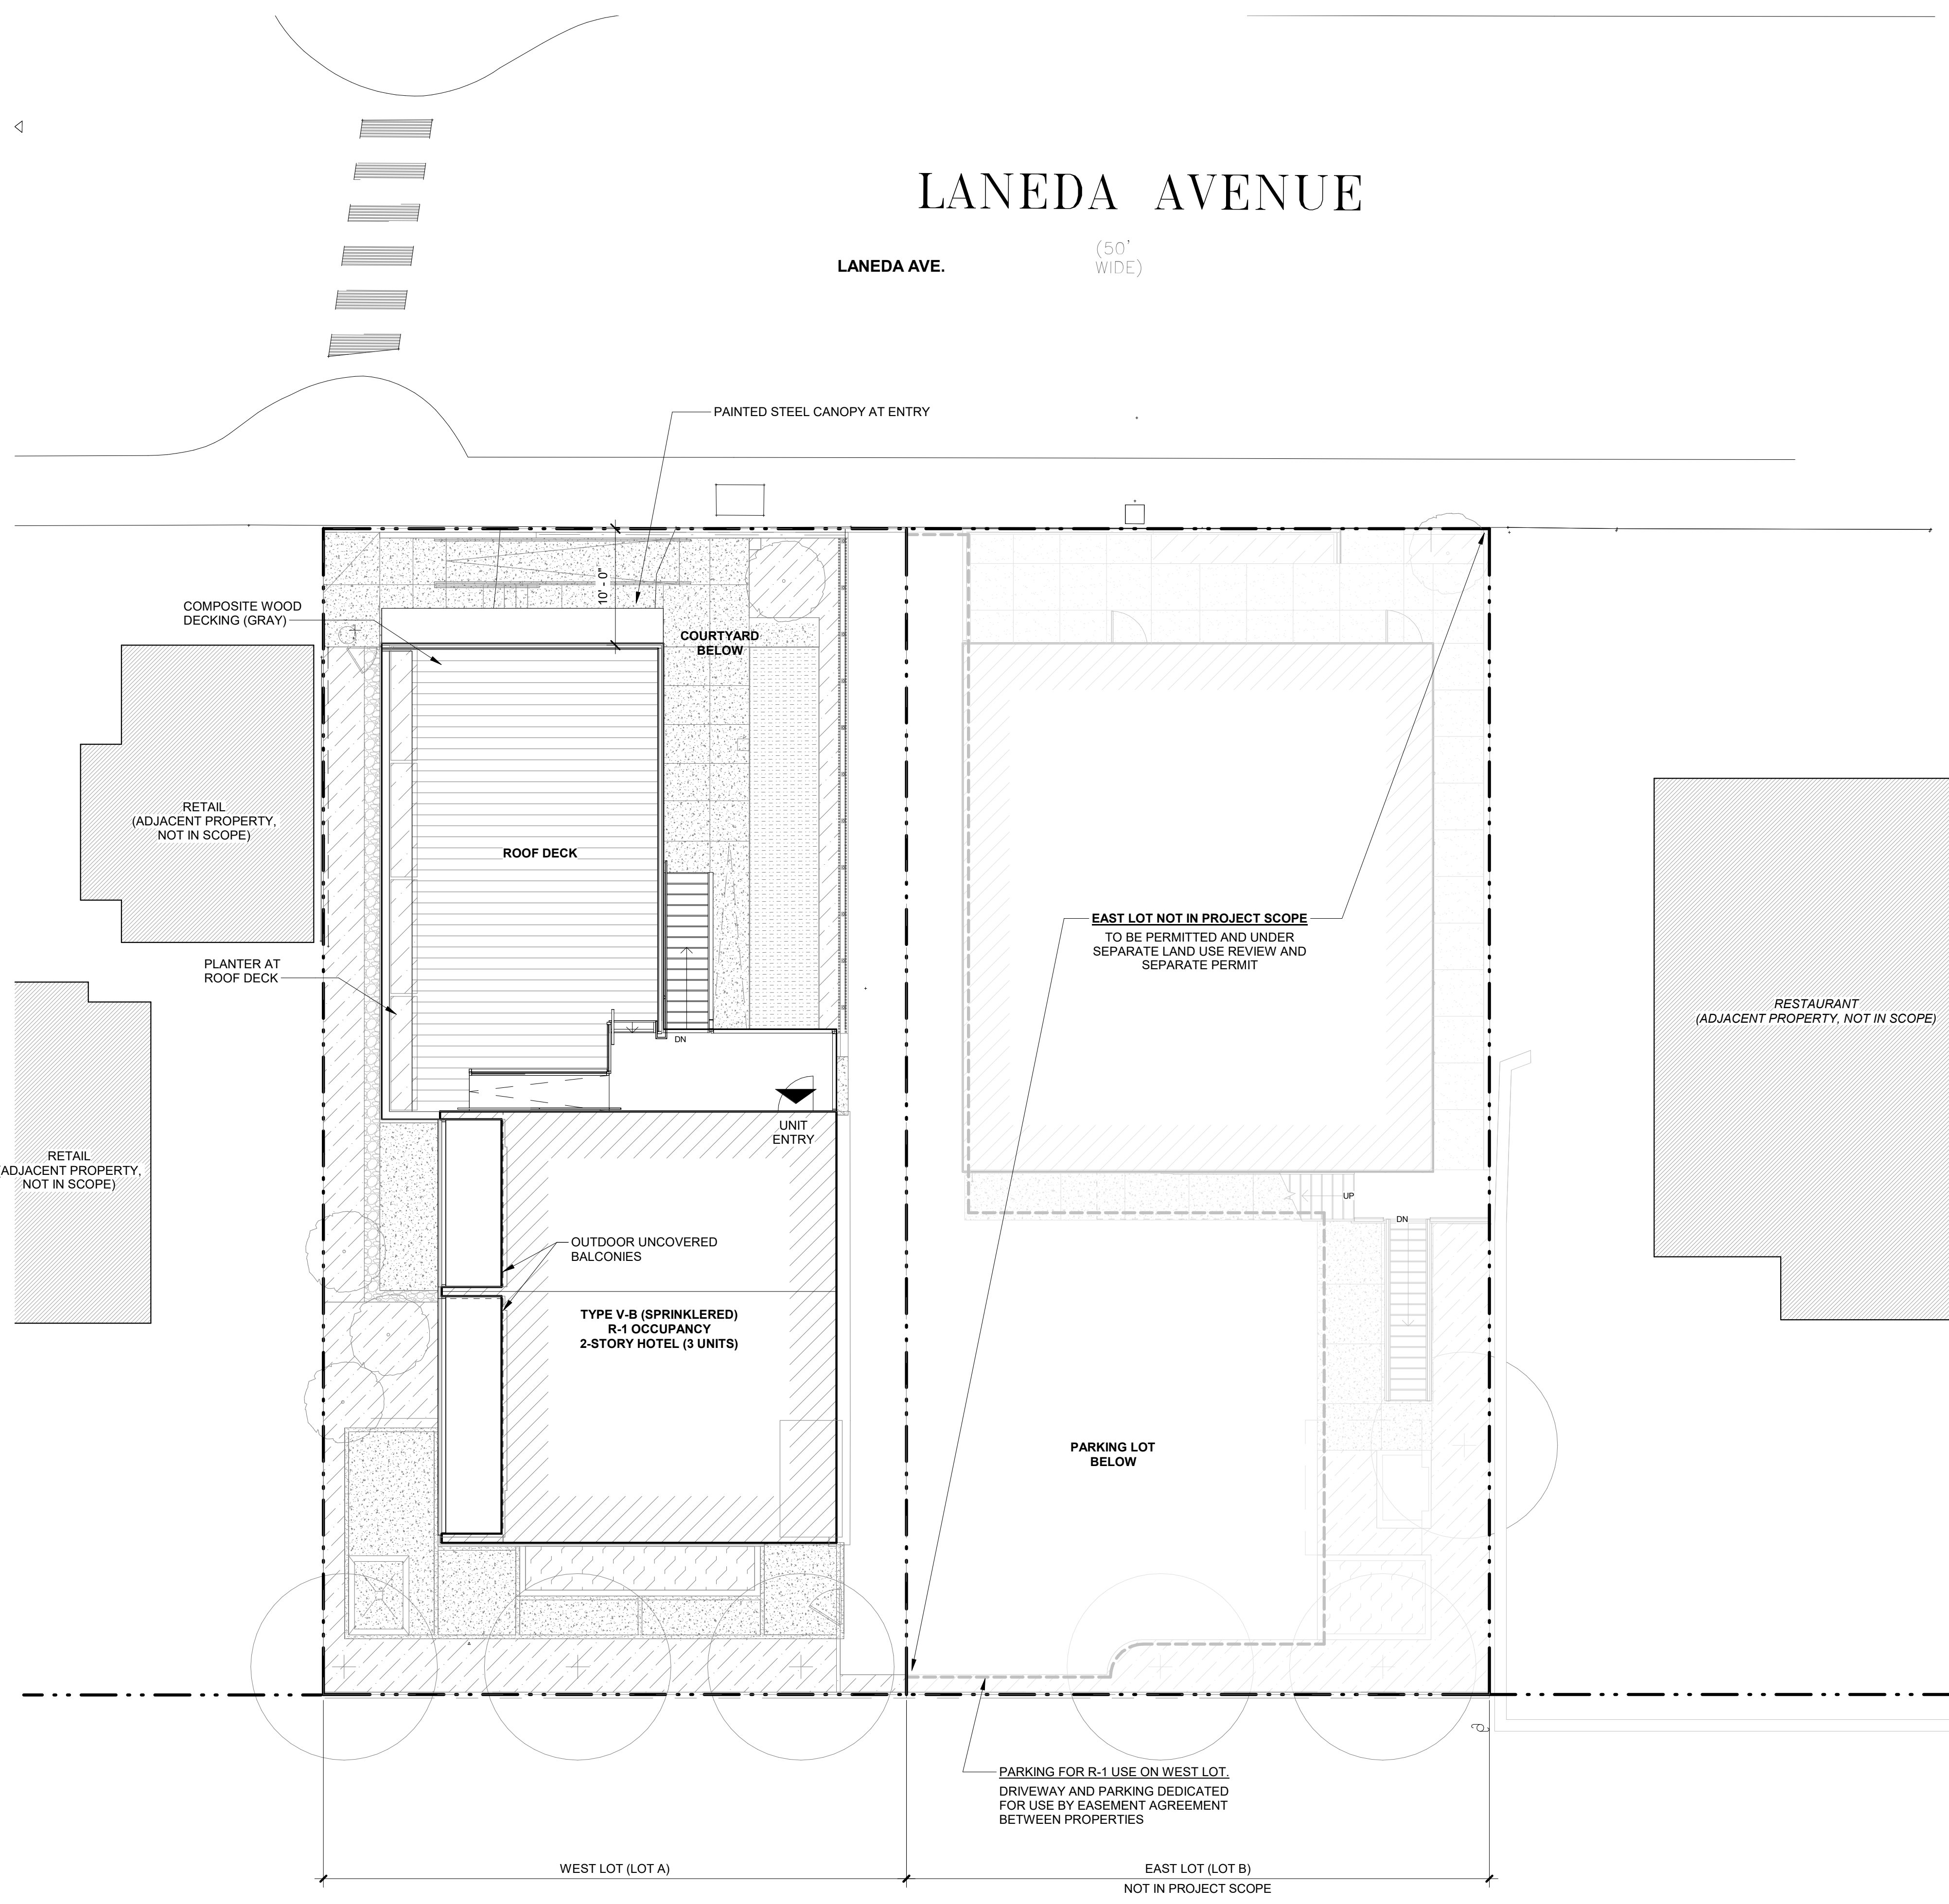 LANEDA AVENUE
(50'
WIDE)
LANEDA AVE.
PAINTED STEEL CANOPY AT ENTRY
10' - 0"
COMPOSITE WOOD
DECKING (GRAY)
COURTYARD
BELOW
RETAIL
(ADJACENT PROPERTY,
NOT IN SCOPE)
ROOF DECK
EAST LOT NOT IN PROJECT SCOPE
TO BE PERMITTED AND UNDER
SEPARATE LAND USE REVIEW AND
SEPARATE PERMIT
PLANTER AT
ROOF DECK
RESTAURANT
(ADJACENT PROPERTY, NOT IN SCOPE)
DN
UNIT
ENTRY
RETAIL
ADJACENT PROPERTY,
NOT IN SCOPE)
UP
DN
OUTDOOR UNCOVERED
BALCONIES
TYPE V-B (SPRINKLERED)
R-1 OCCUPANCY
2-STORY HOTEL (3 UNITS)
PARKING LOT
BELOW
PARKING FOR R-1 USE ON WEST LOT.
DRIVEWAY AND PARKING DEDICATED
FOR USE BY EASEMENT AGREEMENT
BETWEEN PROPERTIES
WEST LOT (LOT A)
EAST LOT (LOT B)
NOT IN PROJECT SCOPE